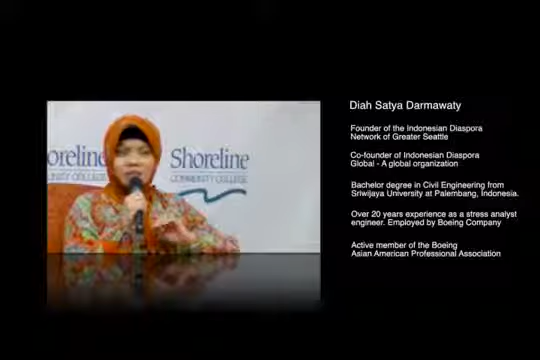 oreline
UNITY COLLEGE
Shoreline
COMMUNITY COLLEGE
Diah Satya Darmawaty
Founder of the Indonesian Diaspora
Network of Greater Seattle
Co-founder of Indonesian Diaspora
Global - A global organization
Bachelor degree in Civil Engineering from
Sriwijaya University at Palembang, Indonesia.
Over 20 years experience as a stress analyst
engineer. Employed by Boeing Company
Active member of the Boeing
Asian American Professional Association